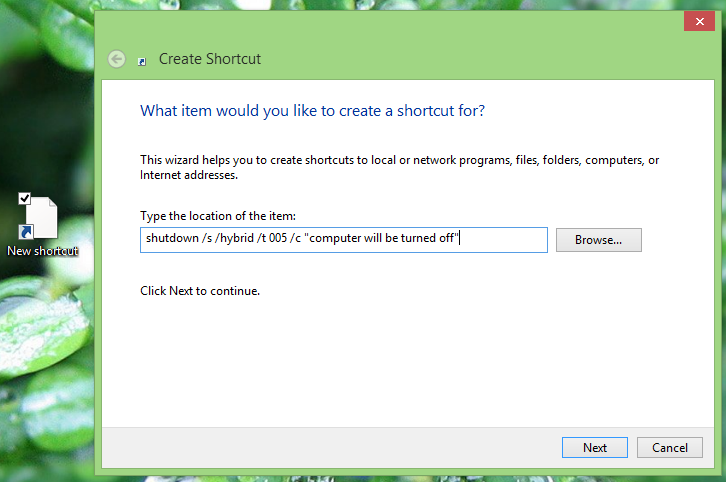 Create Shortcut
What item would you like to create a shortcut for?
This wizard helps you to create shortcuts to local or network programs, files, folders, computers, or
Internet addresses.
New shortcut
Type the location of the item:
shutdown /s /hybrid /t 005 /c "computer will be turned off"
Browse...
Click Next to continue.
Next
Cancel